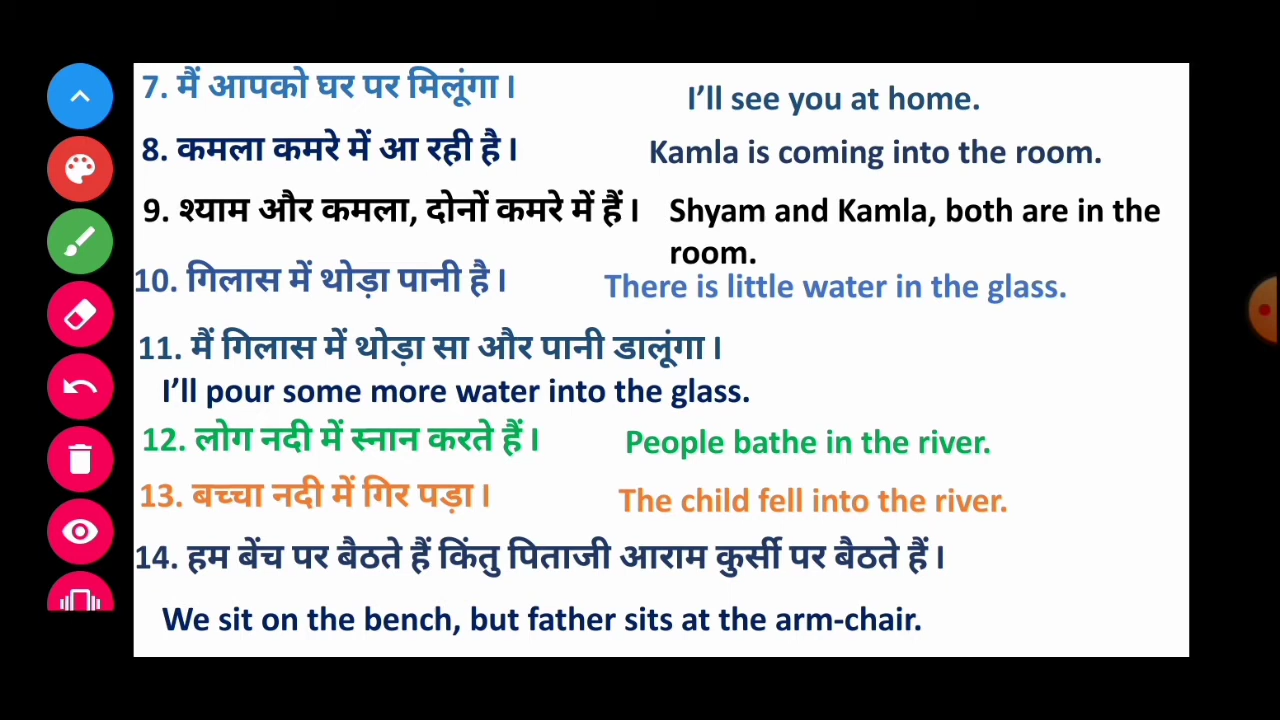 7. मैं आपको घर पर मिलूंगा । I’ll see you at home.
8. कमला कमरे में आ रही है । Kamla is coming into the room.
9. श्याम और कमला, दोनों कमरे में हैं । Shyam and Kamla, both are in the
room.
10. गिलास में थोड़ा पानी है । There is little water in the glass.
11. मैं गिलास में थोड़ा सा और पानी डालूंगा ।
I’ll pour some more water into the glass.
12. लोग नदी में स्नान करते हैं । People bathe in the river.
13. बच्चा नदी में गिर पड़ा । The child fell into the river.
14. हम बेंच पर बैठते हैं किंतु पिताजी आराम कुर्सी पर बैठते हैं ।
We sit on the bench, but father sits at the arm-chair.